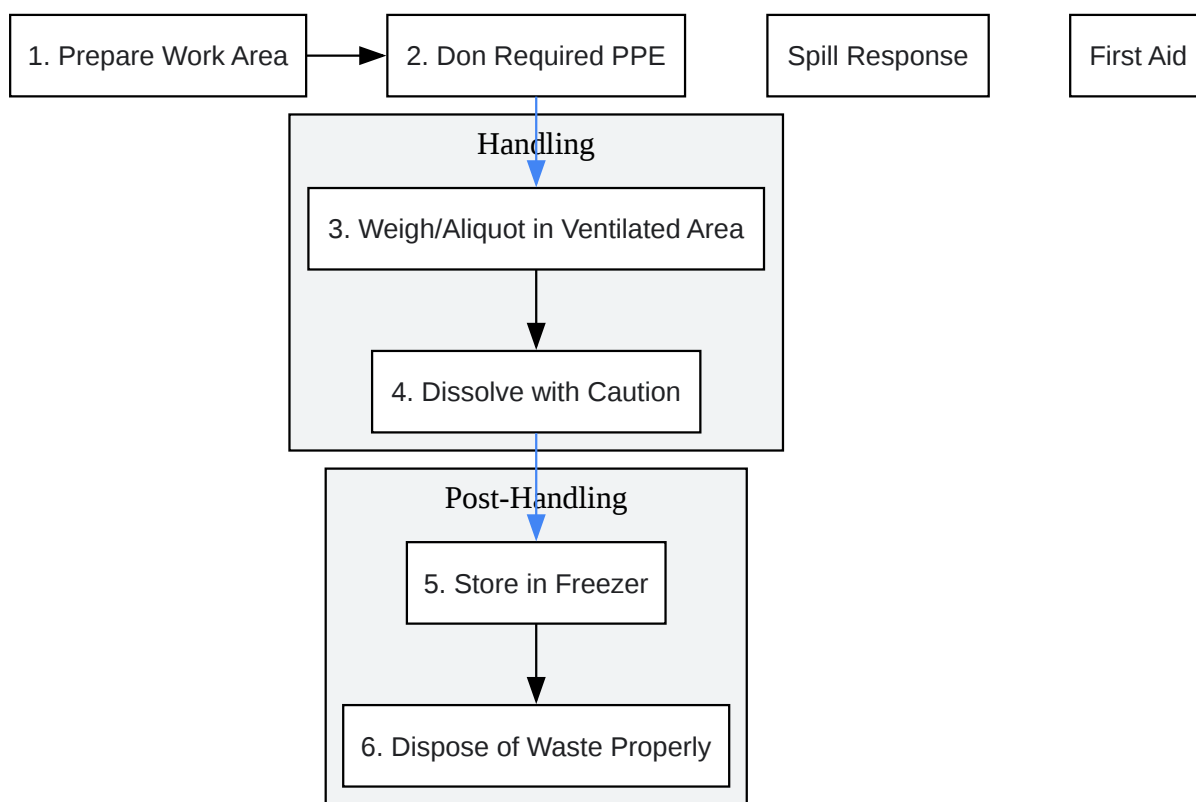 1. Prepare Work Area
2. Don Required PPE
Spill Response
First Aid
Handling
3. Weigh/Aliquot in Ventilated Area
4. Dissolve with Caution
Post-Handling
5. Store in Freezer
6. Dispose of Waste Properly